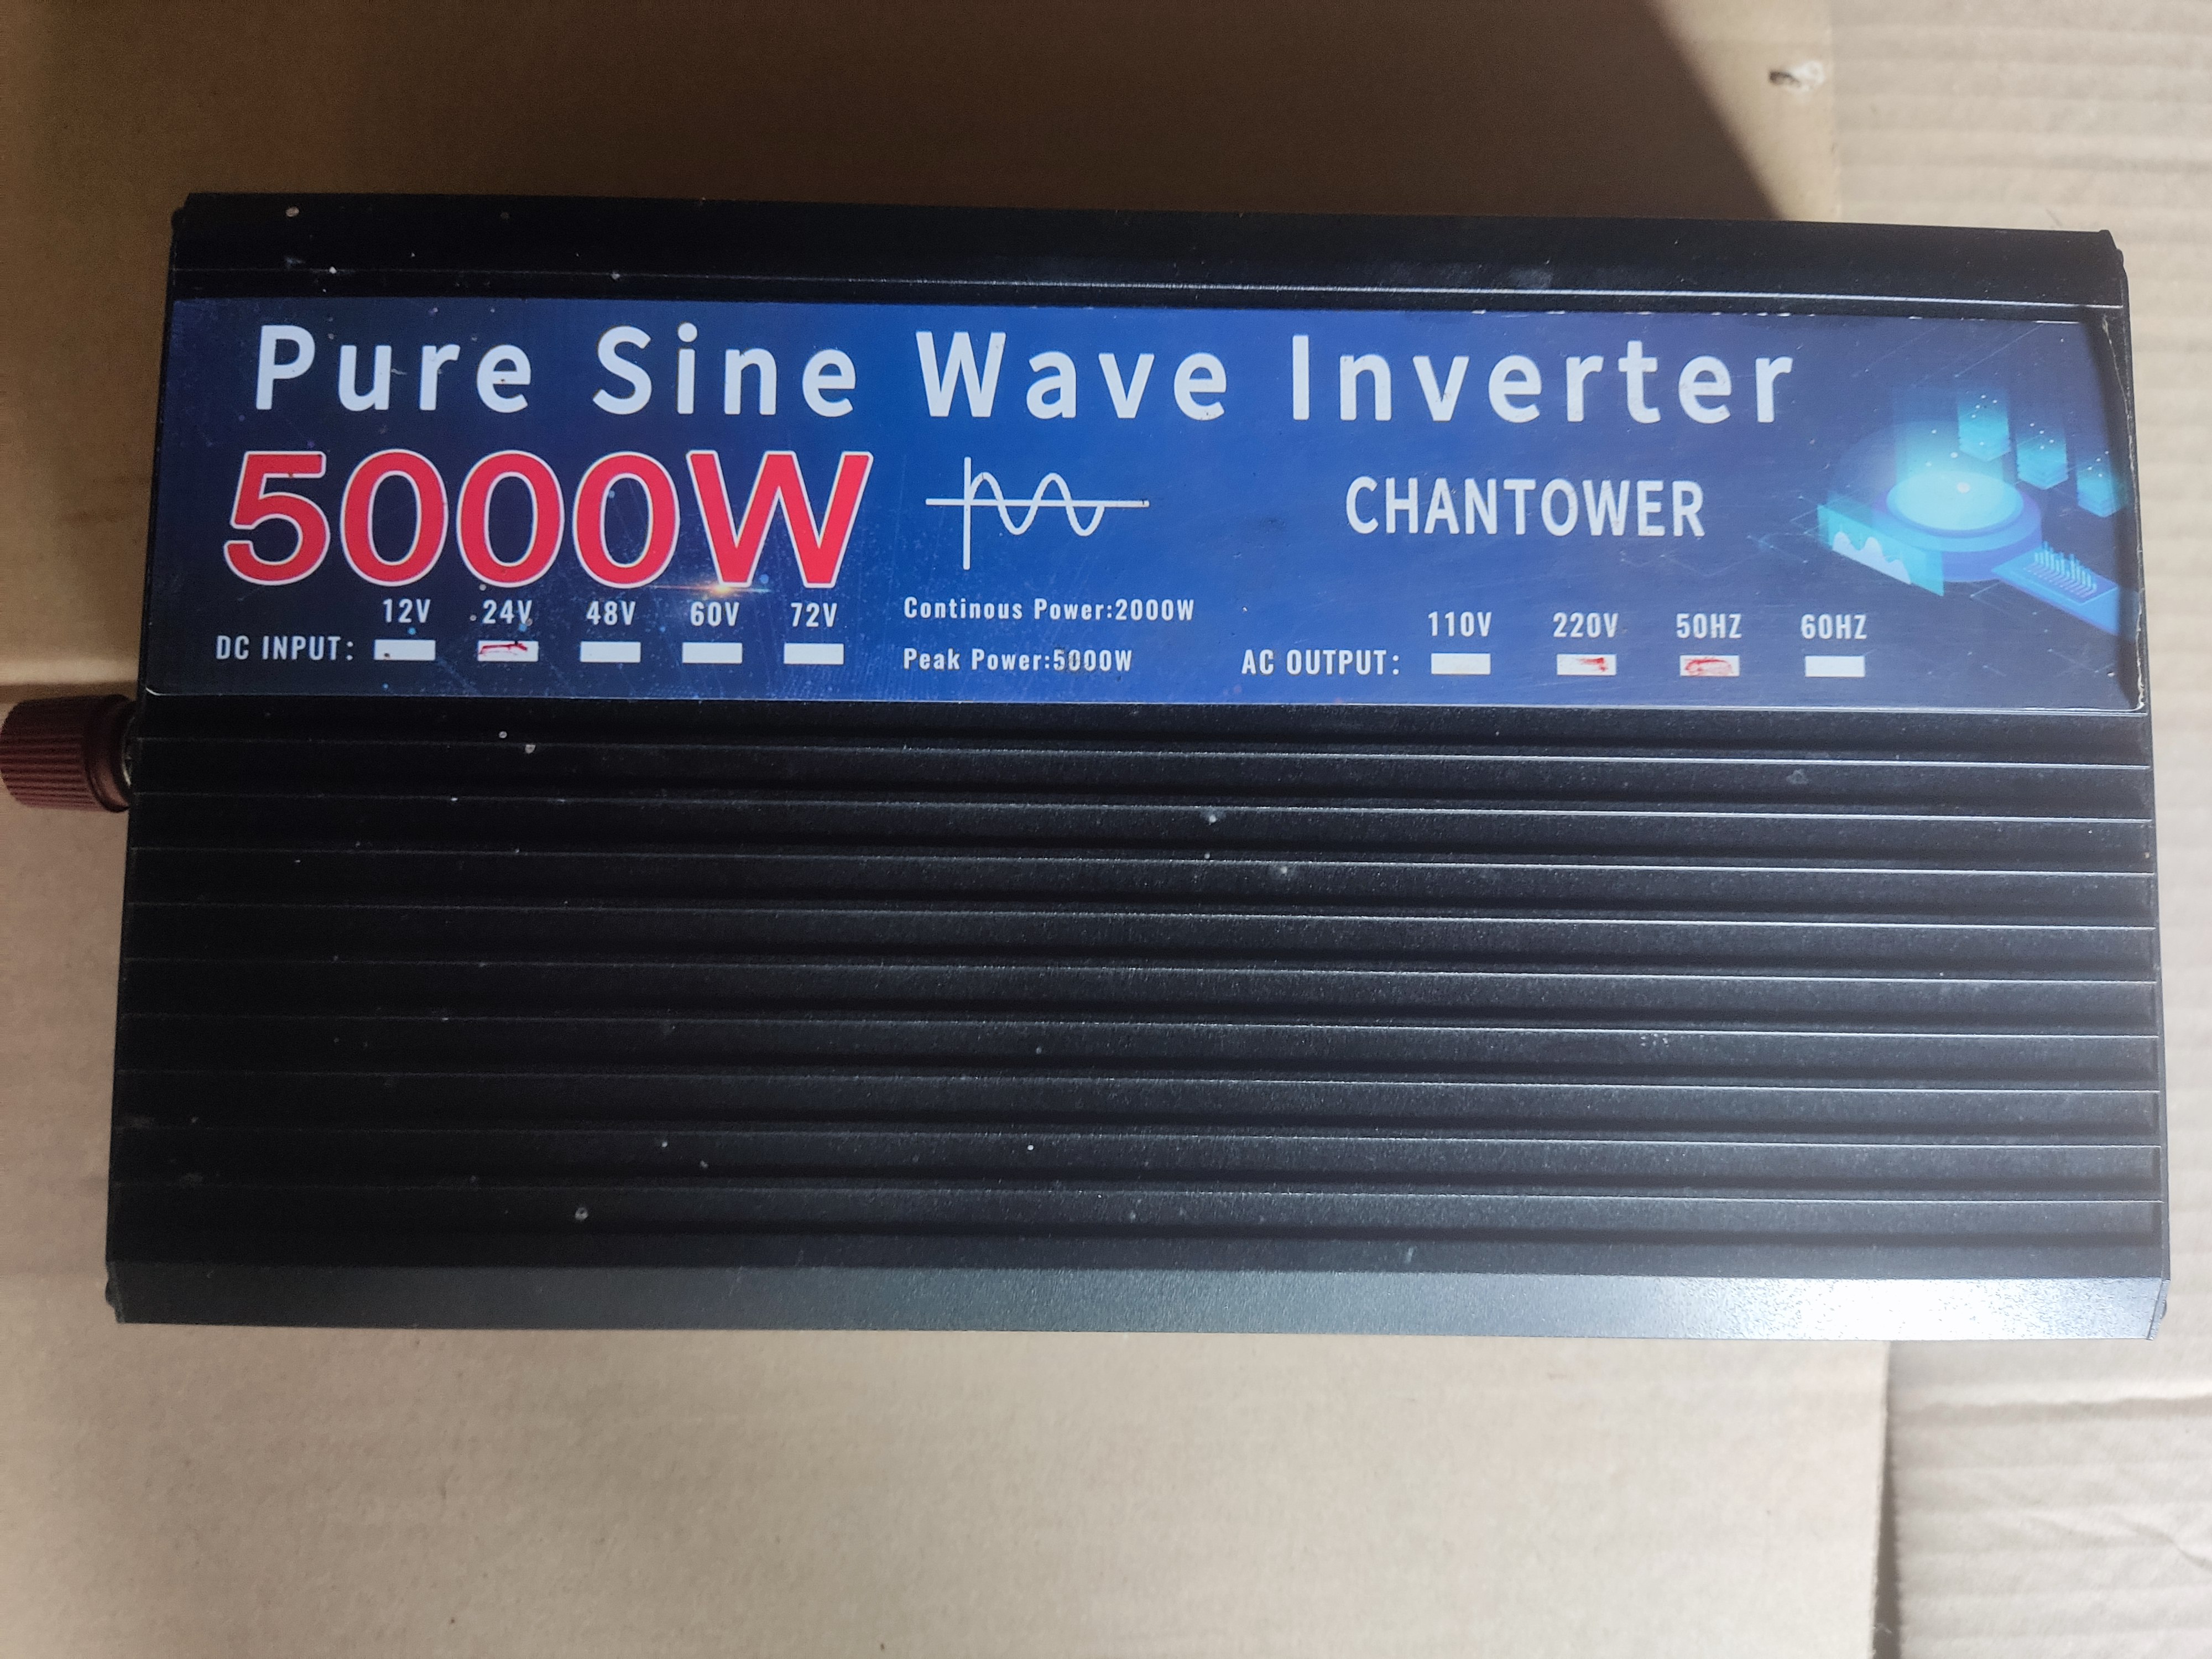 Pure Sine Wave Inverter
5000W
CHANTOWER
12V 24V 48V 60V 72V
DC INPUT:
Continous Power:2000W
Peak Power:5000W
110V 220V 50HZ 60HZ
AC OUTPUT: